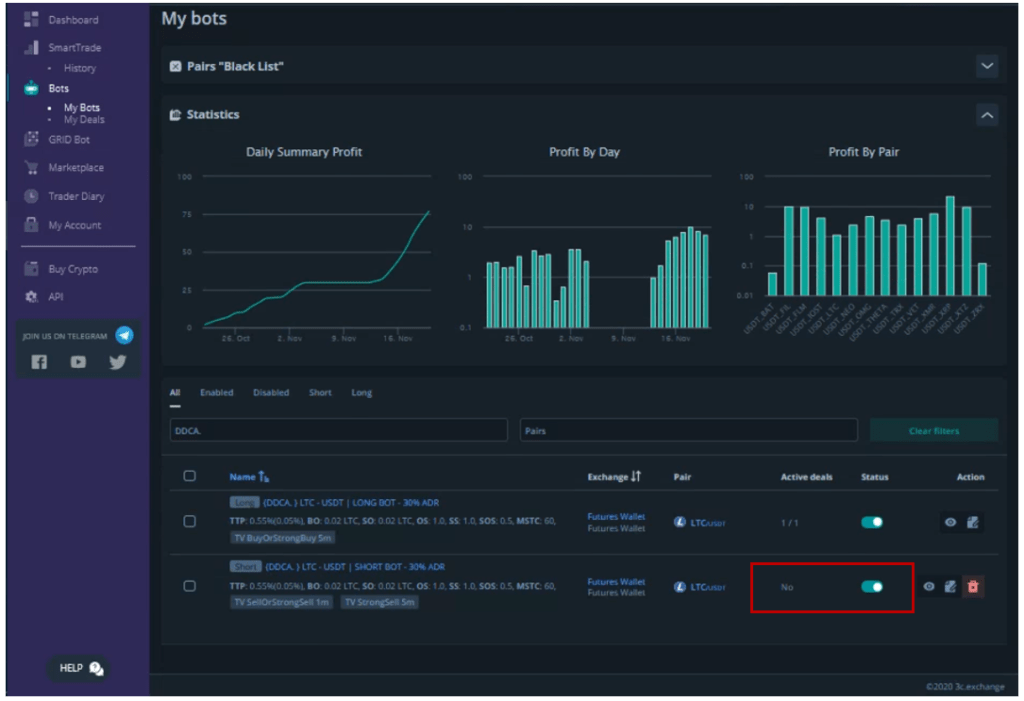 Dashboard
SmartTrade
History
Bots
My Bots
My Deals
GRID Bot
Marketplace
Trader Diary
My Account
Buy Crypto
API
JOIN US ON TELEGRAM
HELP
My bots
Pairs "Black List"
Statistics
Daily Summary Profit
100
75
50
25
0
26. Oct 2. Nov 9. Nov 16. Nov
Profit By Day
100
10
1
0.1
26. Oct 2. Nov 9. Nov 16. Nov
Profit By Pair
100
10
1
0.1
0.01
USDT_BAT USDT_FIL USDT_FLM USDT_IOST USDT_LTC USDT_NEO USDT_OMG USDT_THETA USDT_TRX USDT_VET USDT_XMR USDT_XRP USDT_XTZ USDT_ZRX
All Enabled Disabled Short Long
DDCA. Pairs Clear filters
Name Exchange Pair Active deals Status Action
Long (DDCA. ) LTC - USDT | LONG BOT - 30% ADR
TTP: 0.55%(0.05%), BO: 0.02 LTC, SO: 0.02 LTC, OS: 1.0, SS: 1.0, SOS: 0.5, MSTC: 60,
TV BuyOrStrongBuy 5m
Futures Wallet
Futures Wallet
LTC/USDT
1 / 1
Short (DDCA. ) LTC - USDT | SHORT BOT - 30% ADR
TTP: 0.55%(0.05%), BO: 0.02 LTC, SO: 0.02 LTC, OS: 1.0, SS: 1.0, SOS: 0.5, MSTC: 60,
TV SellOrStrongSell 1m TV StrongSell 5m
Futures Wallet
Futures Wallet
LTC/USDT
No
©2020 3c.exchange